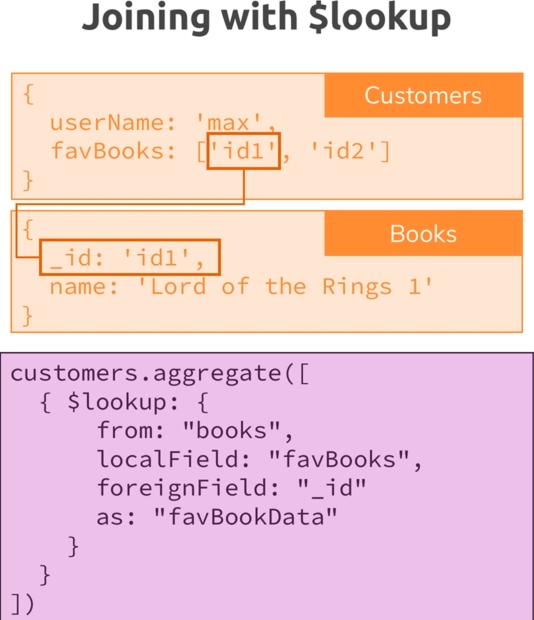 Joining with $lookup
Customers
{
userName: 'max',
favBooks: ['id1', 'id2']
}
Books
{
_id: 'id1',
name: 'Lord of the Rings 1'
}
customers.aggregate([
{ $lookup: {
from: "books",
localField: "favBooks",
foreignField: "_id"
as: "favBookData"
}
}
])